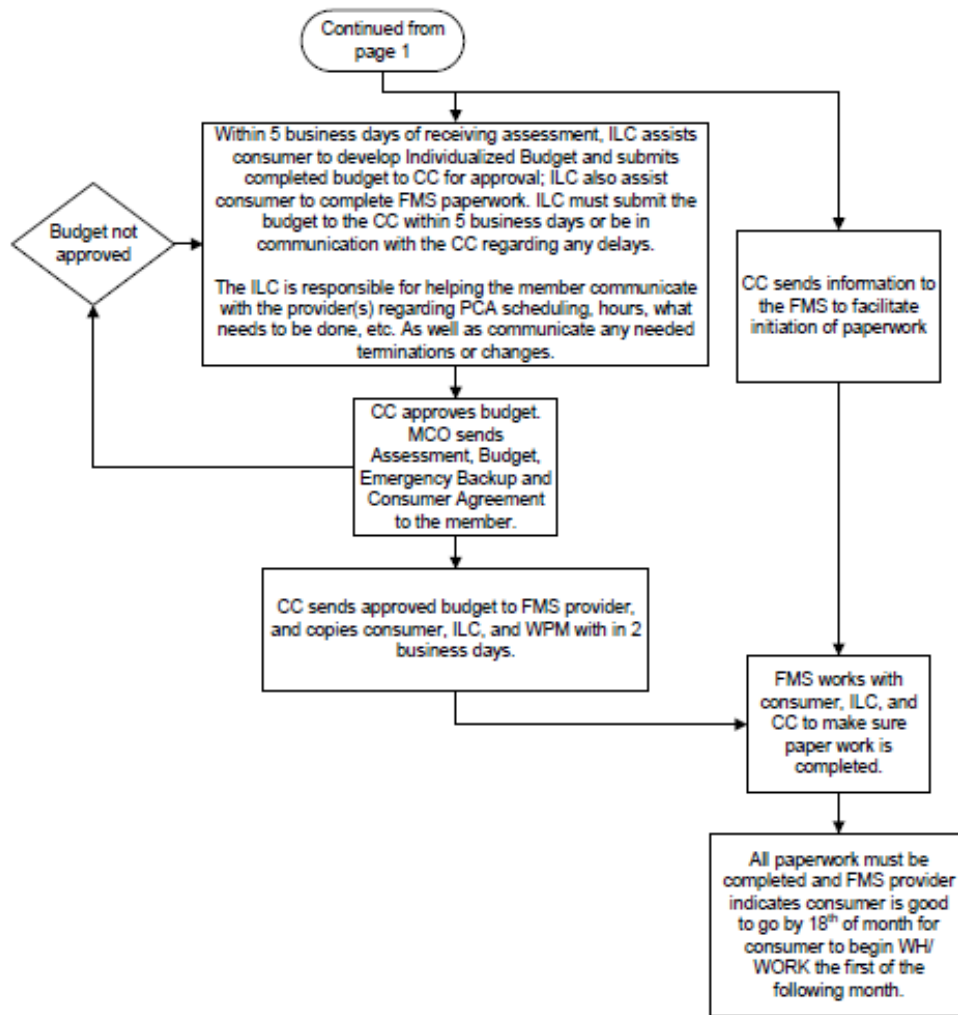 Continued from
page 1
Within 5 business days of receiving assessment, ILC assists
consumer to develop Individualized Budget and submits
completed budget to CC for approval; ILC also assist
consumer to complete FMS paperwork. ILC must submit the
budget to the CC within 5 business days or be in
communication with the CC regarding any delays.
The ILC is responsible for helping the member communicate
with the provider(s) regarding PCA scheduling, hours, what
needs to be done, etc. As well as communicate any needed
terminations or changes.
Budget not
approved
CC sends information to
the FMS to facilitate
initiation of paperwork
CC approves budget.
MCO sends
Assessment, Budget,
Emergency Backup and
Consumer Agreement
to the member.
CC sends approved budget to FMS provider,
and copies consumer, ILC, and WPM with in 2
business days.
FMS works with
consumer, ILC, and
CC to make sure
paper work is
completed.
All paperwork must be
completed and FMS provider
indicates consumer is good
to go by 18th of month for
consumer to begin WH/
WORK the first of the
following month.